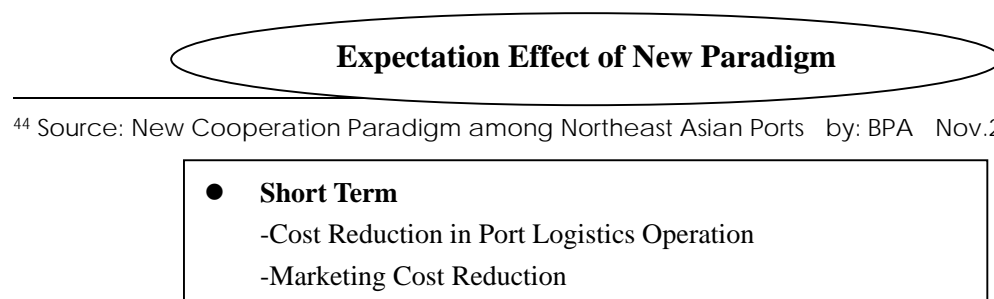 Expectation Effect of New Paradigm
44 Source: New Cooperation Paradigm among Northeast Asian Ports by: BPA Nov.
● Short Term
-Cost Reduction in Port Logistics Operation
-Marketing Cost Reduction